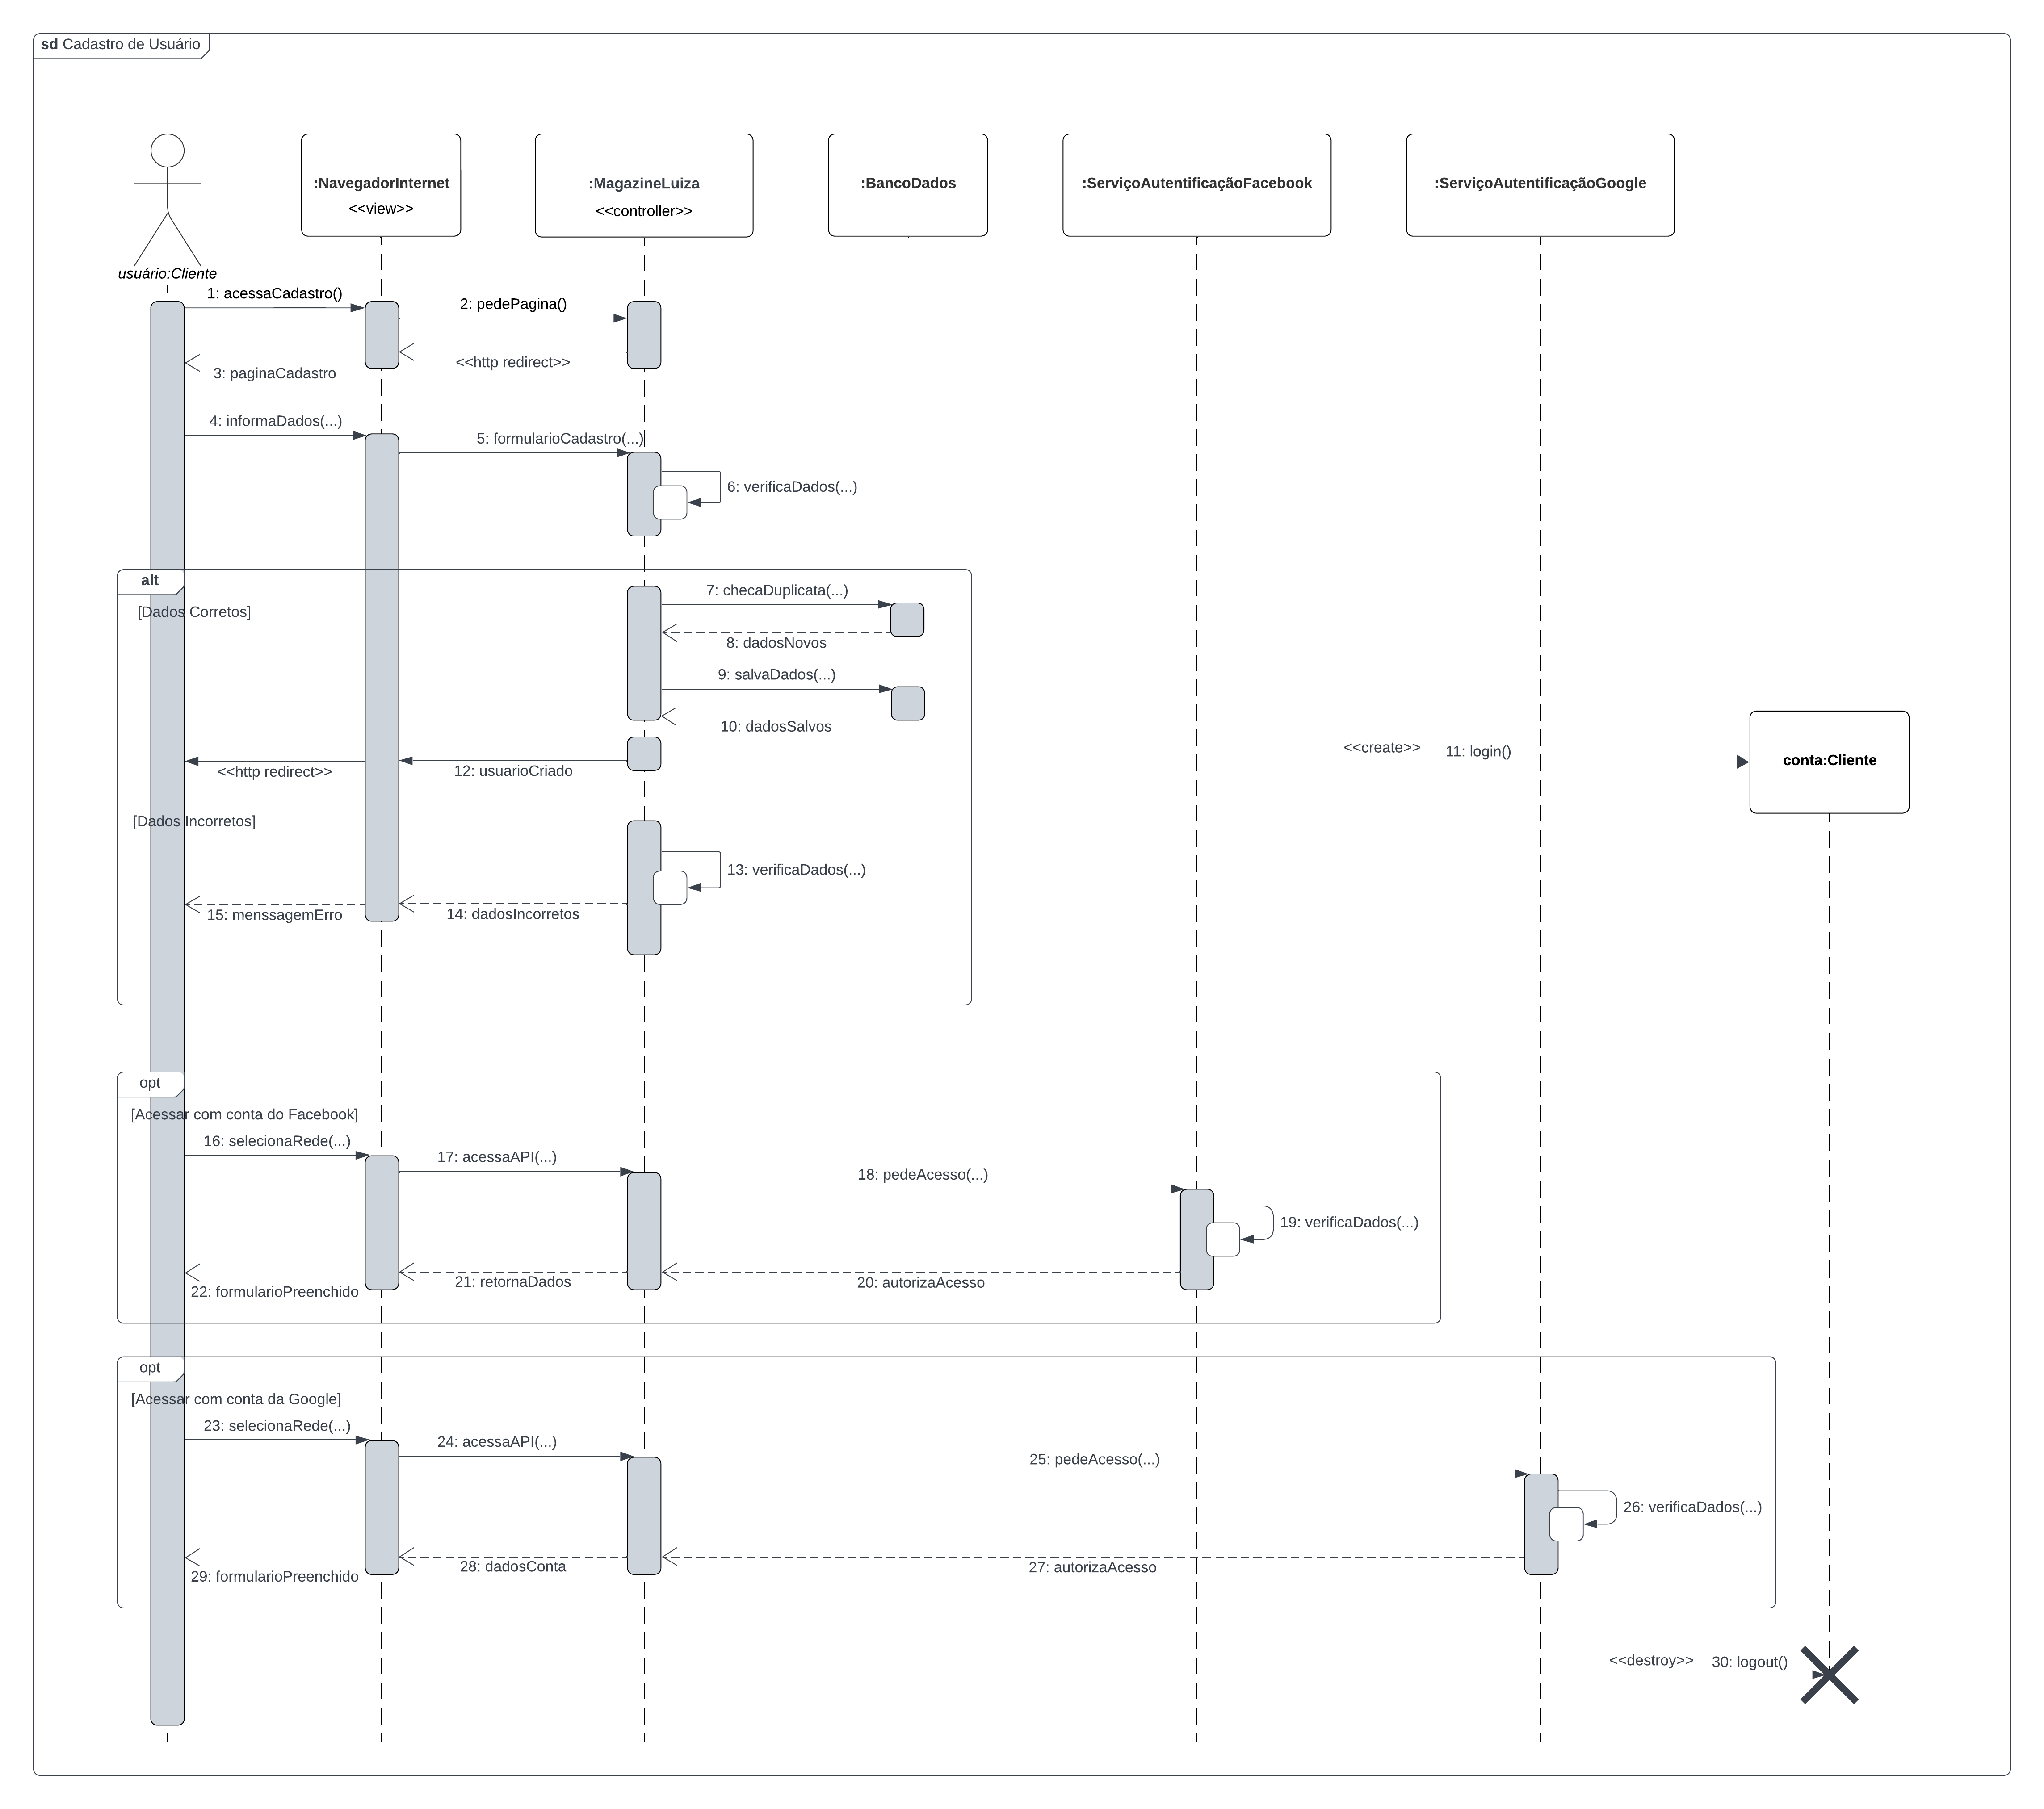 sd Cadastro de Usuário
:NavegadorInternet
<<view>>
:MagazineLuiza
<<controller>>
:BancoDados
:ServiçoAutentificaçãoFacebook
:ServiçoAutentificaçãoGoogle
usuário:Cliente
1: acessaCadastro()
2: pedePagina()
<<http redirect>>
3: paginaCadastro
4: informaDados(...)
5: formularioCadastro(...)
6: verificaDados(...)
alt
[Dados Corretos]
7: checaDuplicata(...)
8: dadosNovos
9: salvaDados(...)
10: dadosSalvos
<<create>>
11: login()
conta:Cliente
12: usuarioCriado
<<http redirect>>
[Dados Incorretos]
13: verificaDados(...)
14: dadosIncorretos
15: menssagemErro
opt
[Acessar com conta do Facebook]
16: selecionaRede(...)
17: acessaAPI(...)
18: pedeAcesso(...)
19: verificaDados(...)
20: autorizaAcesso
21: retornaDados
22: formularioPreenchido
opt
[Acessar com conta da Google]
23: selecionaRede(...)
24: acessaAPI(...)
25: pedeAcesso(...)
26: verificaDados(...)
27: autorizaAcesso
28: dadosConta
29: formularioPreenchido
<<destroy>>
30: logout()